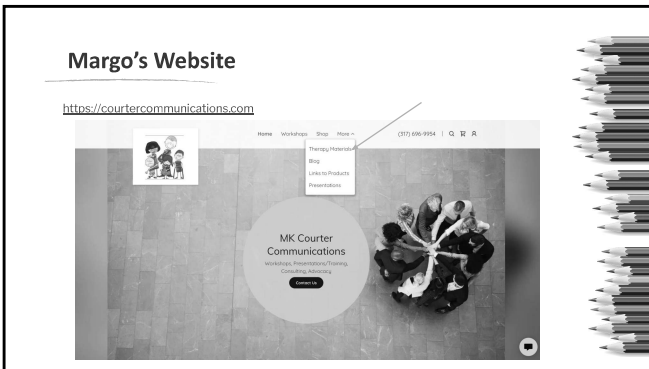 Margo's Website
https://courtercommunications.com
Home Workshops Shop More (317) 696-9954
Therapy Materials
Blog
Links to Products
Presentations
MK Courter
Communications
Workshops, Presentations/Training,
Consulting, Advocacy
Contact Us